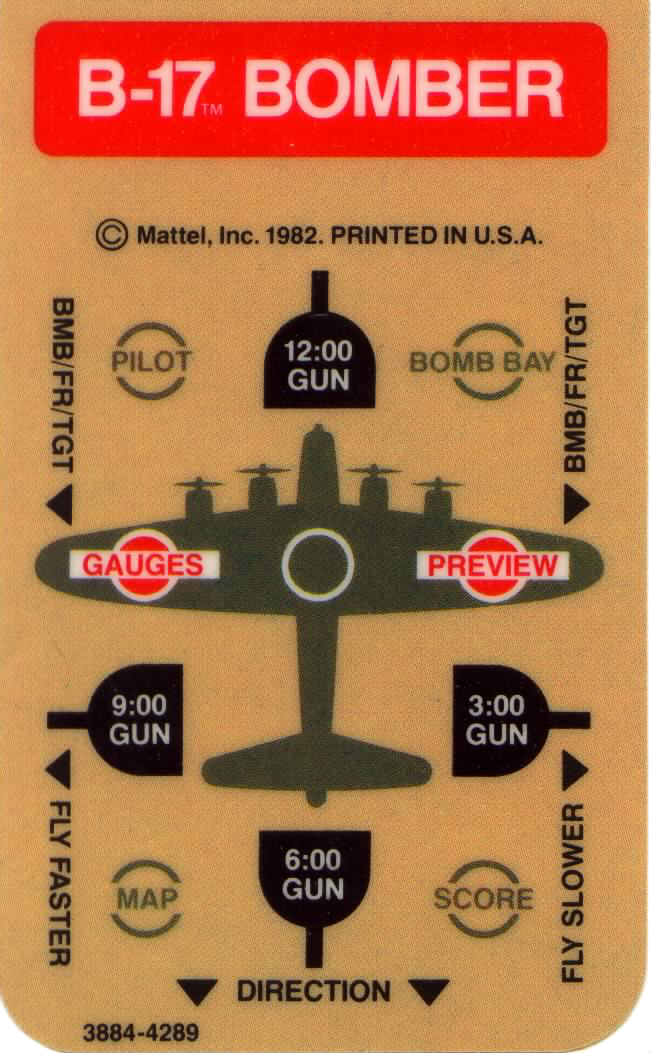 B-17™ BOMBER
© Mattel, Inc. 1982. PRINTED IN U.S.A.
BMB/FR/TGT
PILOT
12:00
GUN
BOMB BAY
BMB/FR/TGT
GAUGES
PREVIEW
9:00
GUN
3:00
GUN
FLY FASTER
MAP
6:00
GUN
SCORE
FLY SLOWER
DIRECTION
3884-4289